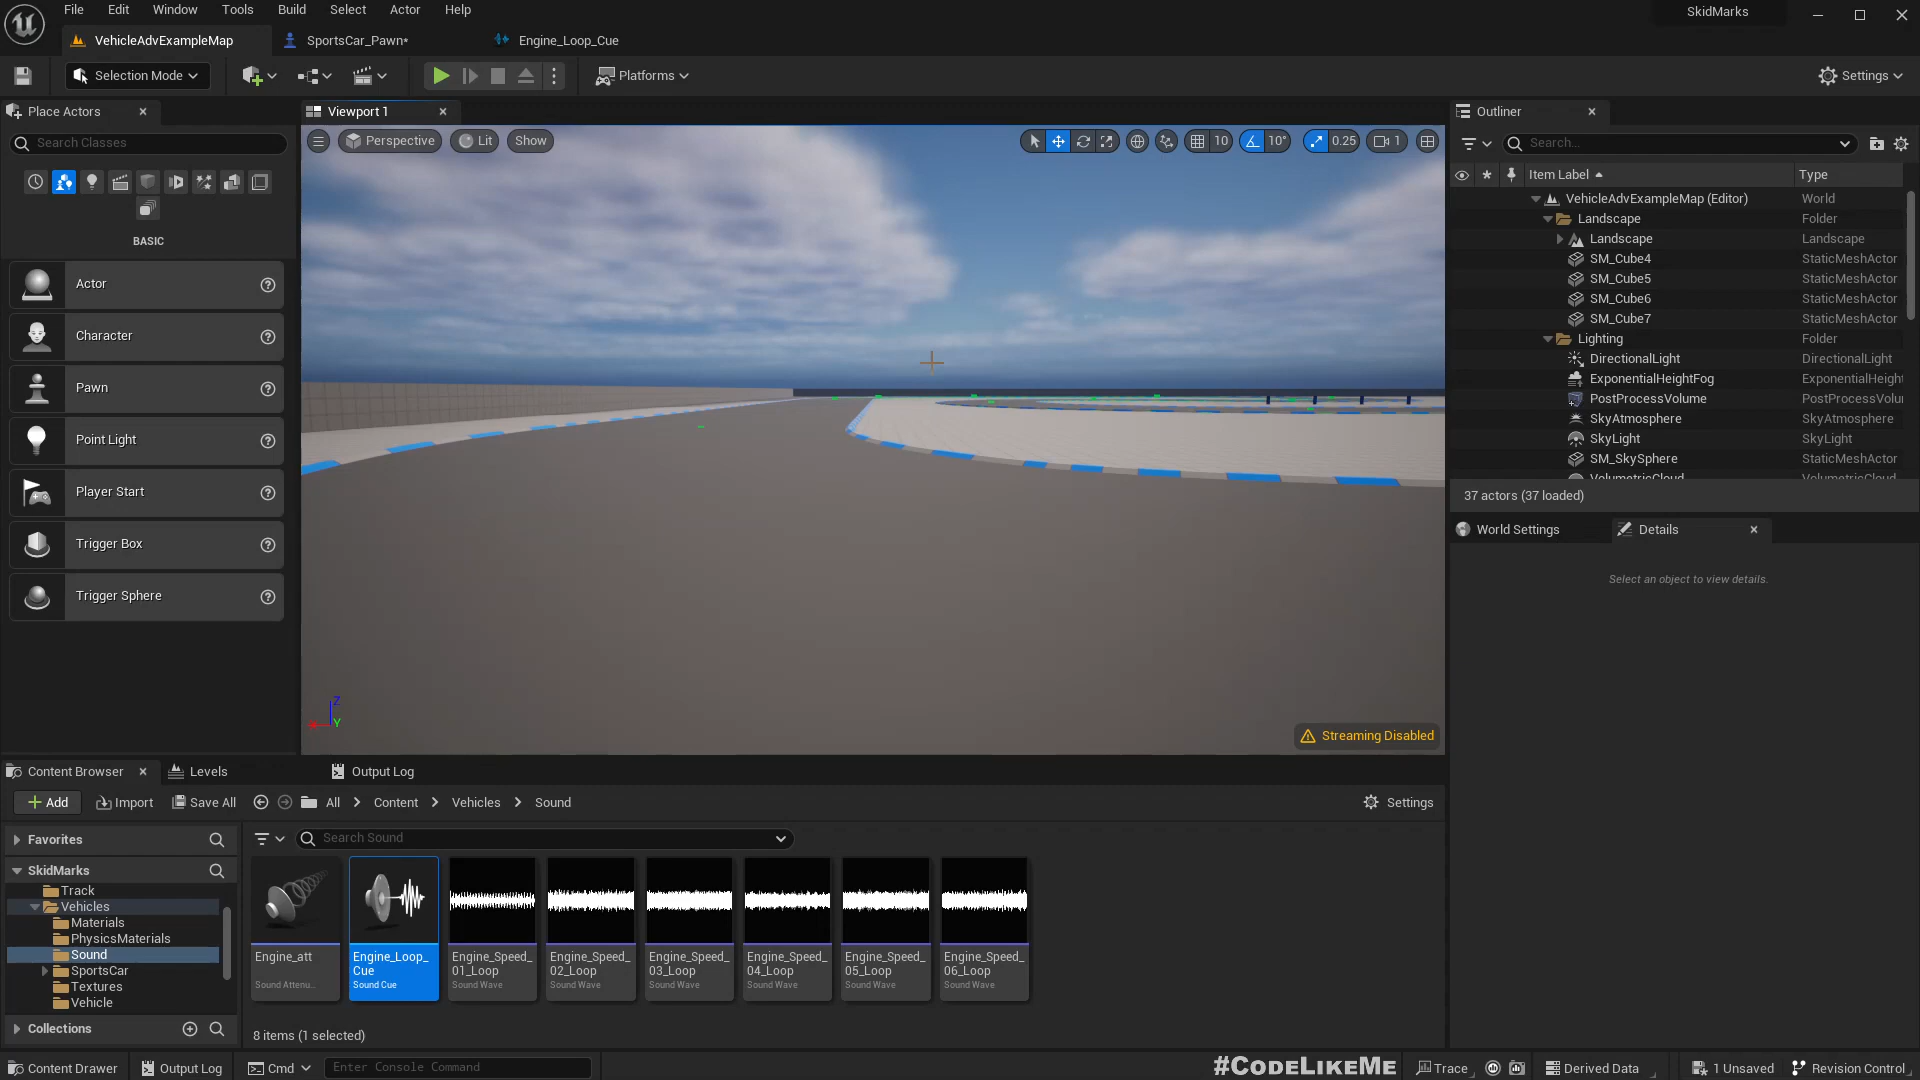 File Edit Window Tools Build Select Actor Help
SkidMarks
VehicleAdvExampleMap
SportsCar_Pawn*
Engine_Loop_Cue
Selection Mode
Platforms
Settings
Place Actors
Search Classes
BASIC
Actor
Character
Pawn
Point Light
Player Start
Trigger Box
Trigger Sphere
Viewport 1
Perspective
Lit
Show
10
10°
0.25
1
Z
Y
Streaming Disabled
Outliner
Search...
Item Label Type
VehicleAdvExampleMap (Editor) World
Landscape Folder
Landscape Landscape
SM_Cube4 StaticMeshActor
SM_Cube5 StaticMeshActor
SM_Cube6 StaticMeshActor
SM_Cube7 StaticMeshActor
Lighting Folder
DirectionalLight DirectionalLight
ExponentialHeightFog ExponentialHeight
PostProcessVolume PostProcessVolu
SkyAtmosphere SkyAtmosphere
SkyLight SkyLight
SM_SkySphere StaticMeshActor
VolumetricCloud VolumetricCloud
37 actors (37 loaded)
World Settings
Details
Select an object to view details.
Content Browser
Levels
Output Log
Add
Import
Save All
All
Content
Vehicles
Sound
Settings
Favorites
SkidMarks
Track
Vehicles
Materials
PhysicsMaterials
Sound
SportsCar
Textures
Vehicle
Collections
Search Sound
Engine_att
Sound Attenu..
Engine_Loop_
Cue
Sound Cue
Engine_Speed_
01_Loop
Sound Wave
Engine_Speed_
02_Loop
Sound Wave
Engine_Speed_
03_Loop
Sound Wave
Engine_Speed_
04_Loop
Sound Wave
Engine_Speed_
05_Loop
Sound Wave
Engine_Speed_
06_Loop
Sound Wave
8 items (1 selected)
Content Drawer
Output Log
Cmd
Enter Console Command
#CodeLikeMe
Trace
Derived Data
1 Unsaved
Revision Control